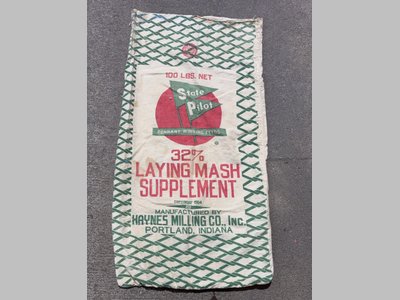 100 LBS. NET
State
Pilot
32%
LAYING MASH
SUPPLEMENT
MANUFACTURED BY
HAYNES MILLING CO., INC.
PORTLAND, INDIANA